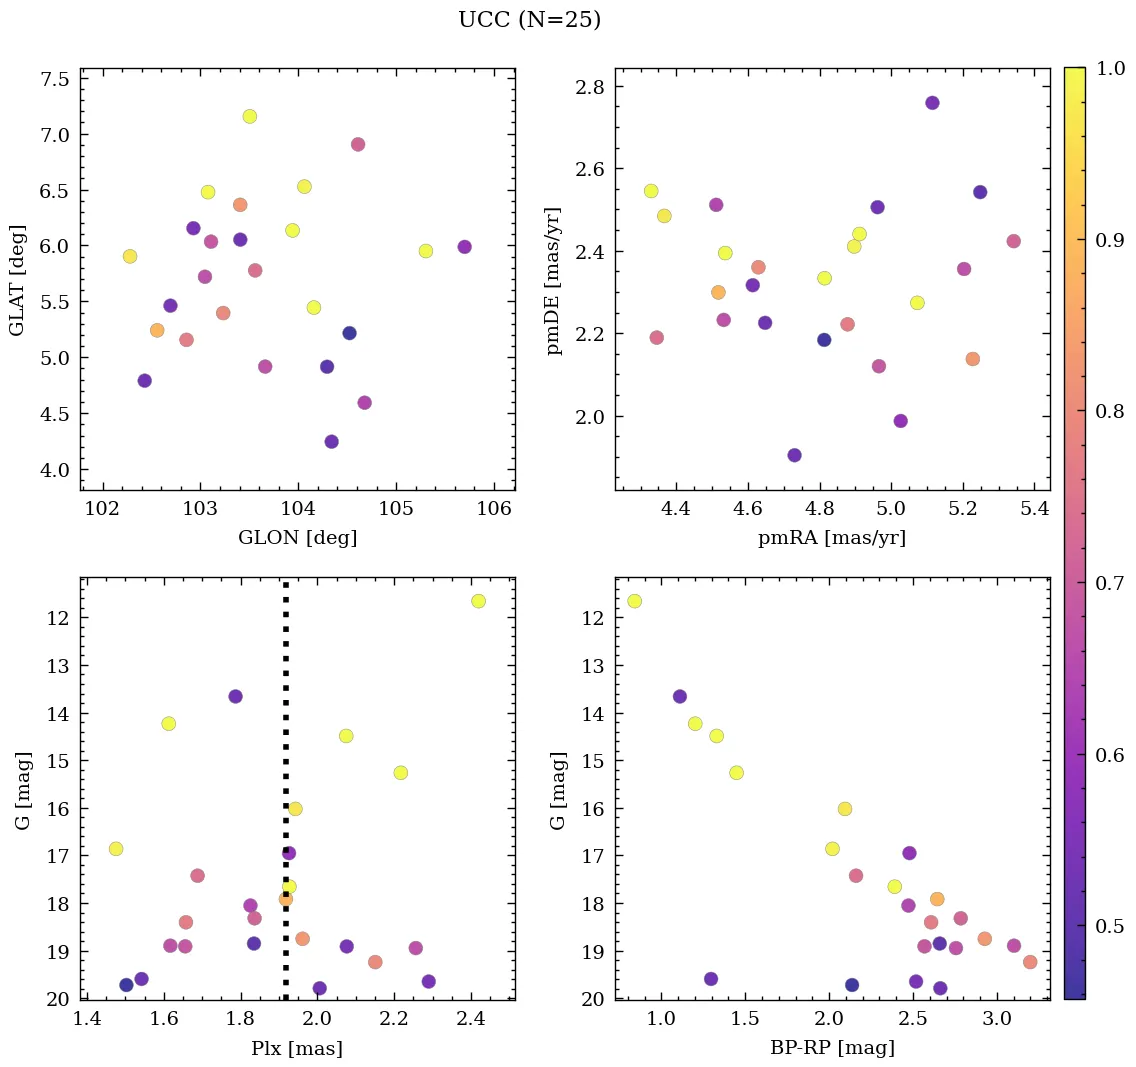 UCC (N=25)
7.5
7.0
6.5
6.0
5.5
5.0
4.5
4.0
GLAT [deg]
102 103 104 105 106
GLON [deg]
2.8
2.6
2.4
2.2
2.0
pmDE [mas/yr]
4.4 4.6 4.8 5.0 5.2 5.4
pmRA [mas/yr]
12
13
14
15
16
17
18
19
20
G [mag]
1.4 1.6 1.8 2.0 2.2 2.4
Plx [mas]
12
13
14
15
16
17
18
19
20
G [mag]
1.0 1.5 2.0 2.5 3.0
BP-RP [mag]
1.0
0.9
0.8
0.7
0.6
0.5